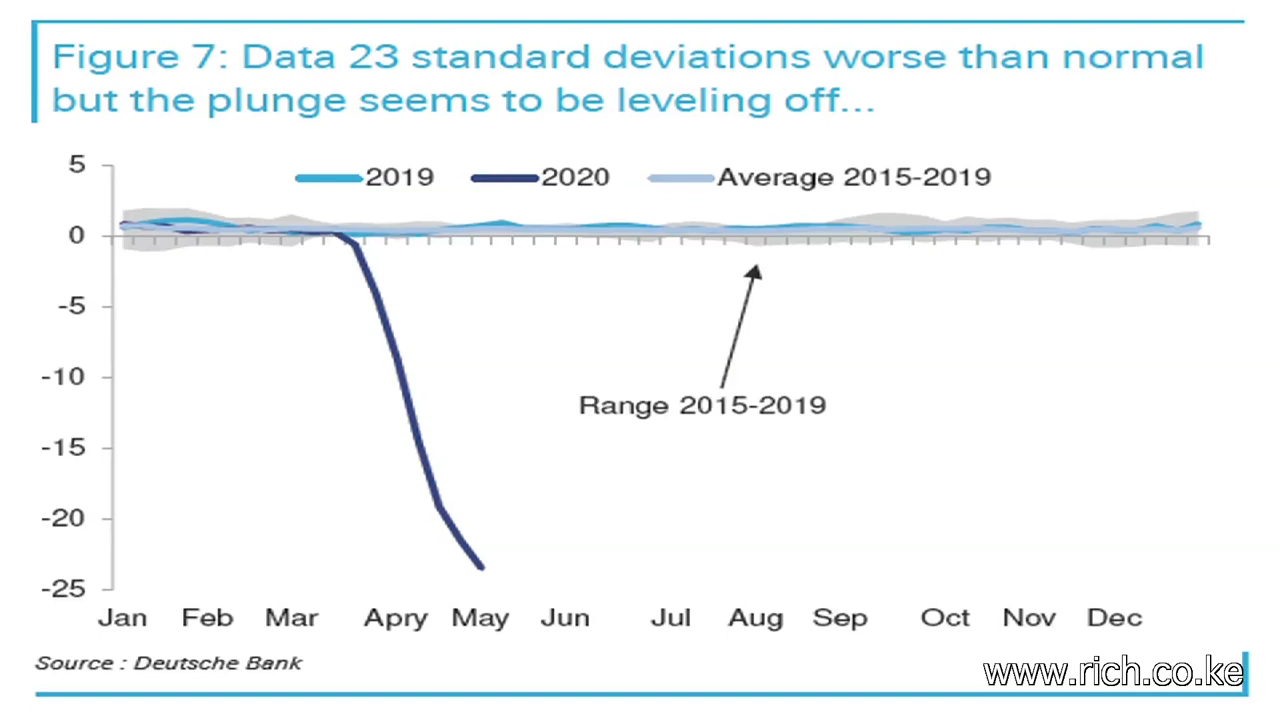 Figure 7: Data 23 standard deviations worse than normal
but the plunge seems to be leveling off...
5
2019
2020
Average 2015-2019
0
-5
-10
Range 2015-2019
-15
-20
-25
Jan Feb Mar Apry May Jun Jul Aug Sep Oct Nov Dec
Source : Deutsche Bank
www.rich.co.ke